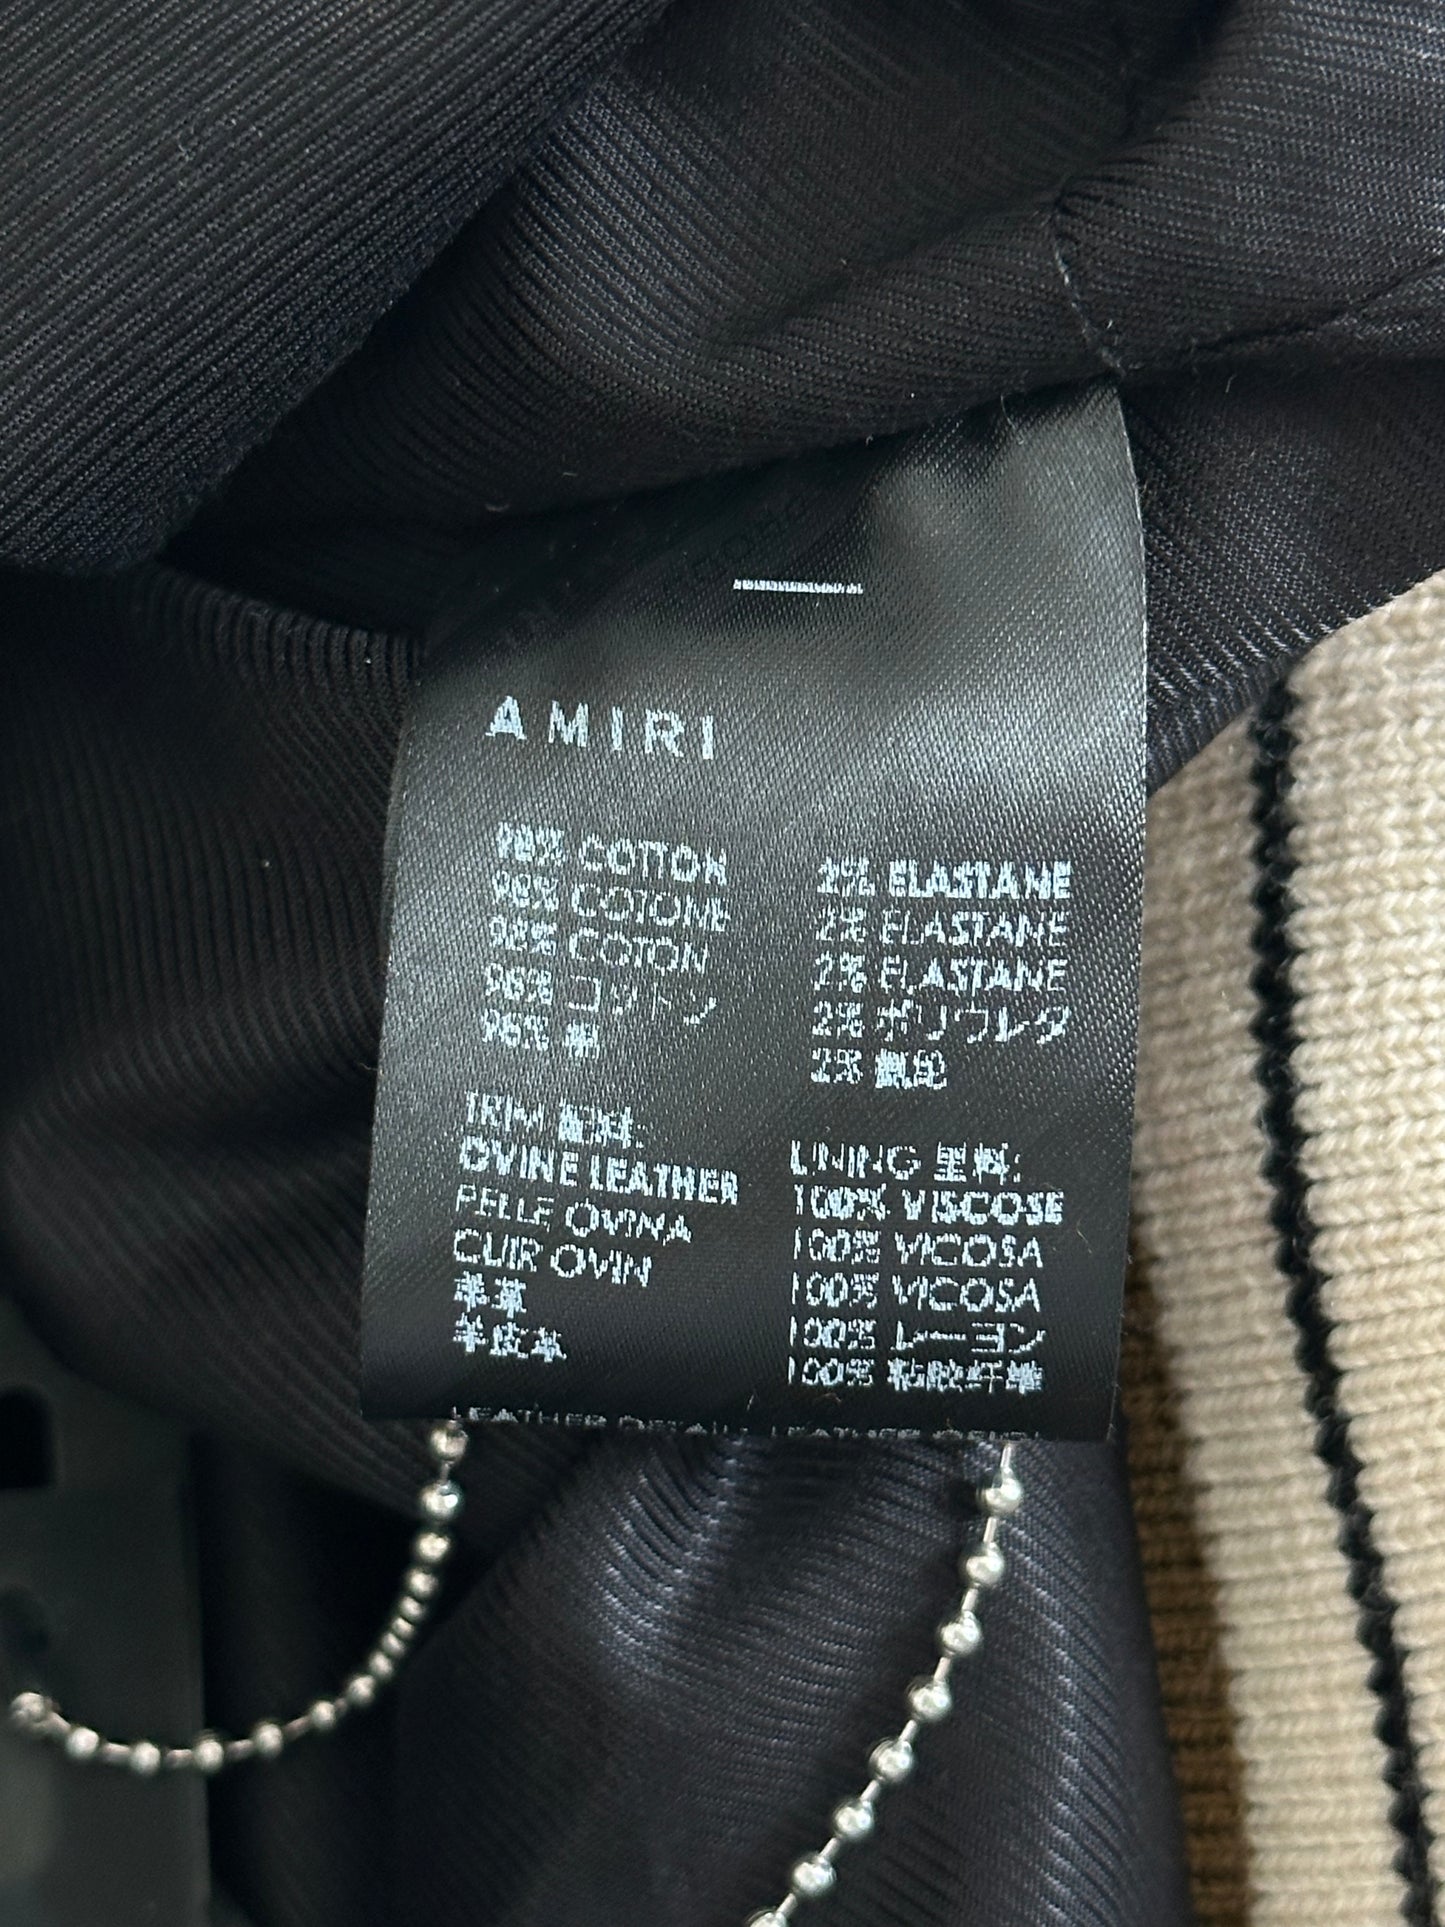 AMIRI
98% COTTON 2% ELASTANE
98% COTONE 2% ELASTANE
98% COTON 2% ELASTANE
98% コットン 2% ポリウレタ
98% 棉 2% 氨纶
TRIM 配料: LINING 里料:
OVINE LEATHER 100% VISCOSE
PELLE OVINA 100% VICOSA
CUIR OVIN 100% VICOSA
羊革 100% レーヨン
羊皮革 100% 粘胶纤维
LEATHER DETAIL